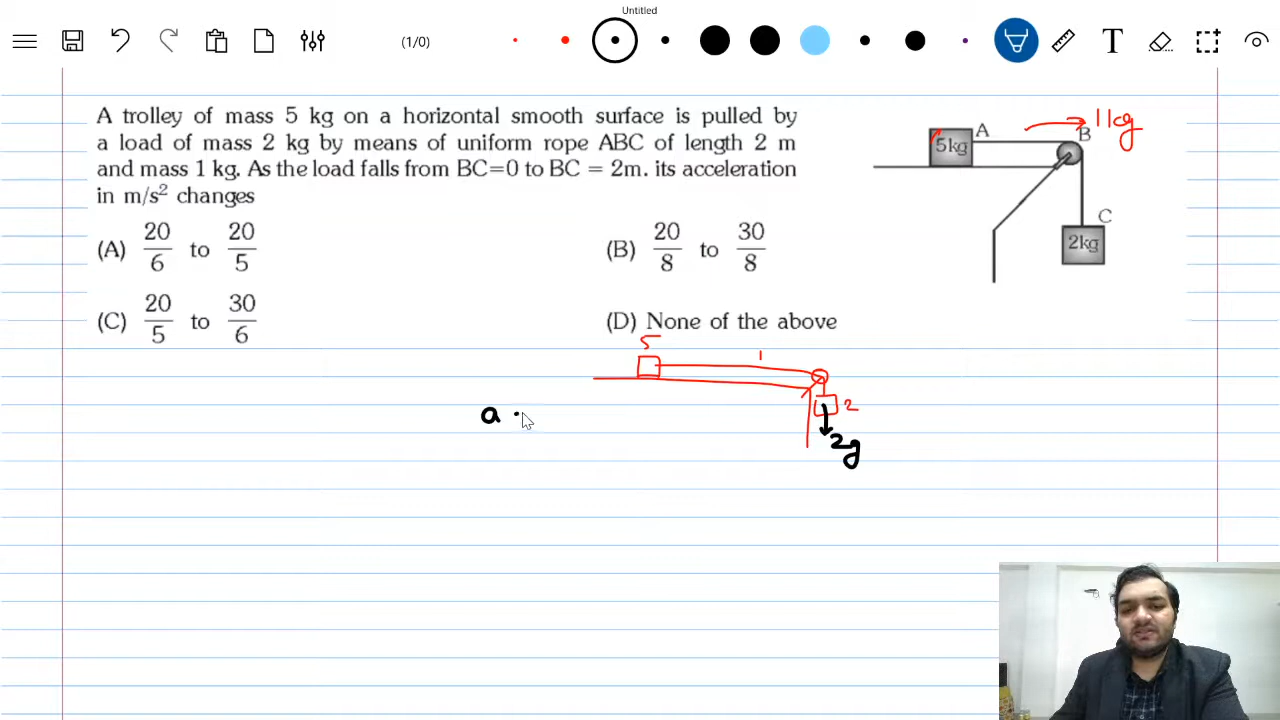 Untitled
(1/0)
T
A trolley of mass 5 kg on a horizontal smooth surface is pulled by
a load of mass 2 kg by means of uniform rope ABC of length 2 m
and mass 1 kg. As the load falls from BC=0 to BC = 2m. its acceleration
in m/s² changes
(A) 20/6 to 20/5
(B) 20/8 to 30/8
(C) 20/5 to 30/6
(D) None of the above
5kg
A
B
1kg
C
2kg
5
1
2
2g
a